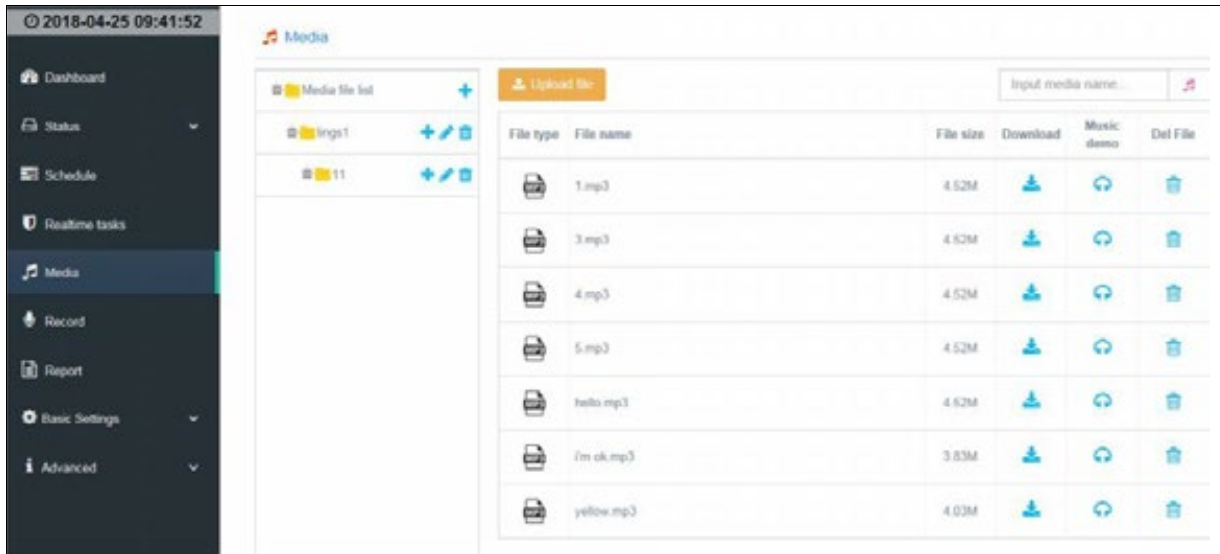 2018-04-25 09:41:52
Dashboard
Status
Schedule
Realtime tasks
Media
Record
Report
Basic Settings
Advanced
Media
Media file list
lings1
11
Upload file
Input media name...
File type File name File size Download Music demo Del File
1.mp3 4.52M
3.mp3 4.52M
4.mp3 4.52M
5.mp3 4.52M
hello.mp3 4.52M
i'm ok.mp3 3.83M
yellow.mp3 4.03M